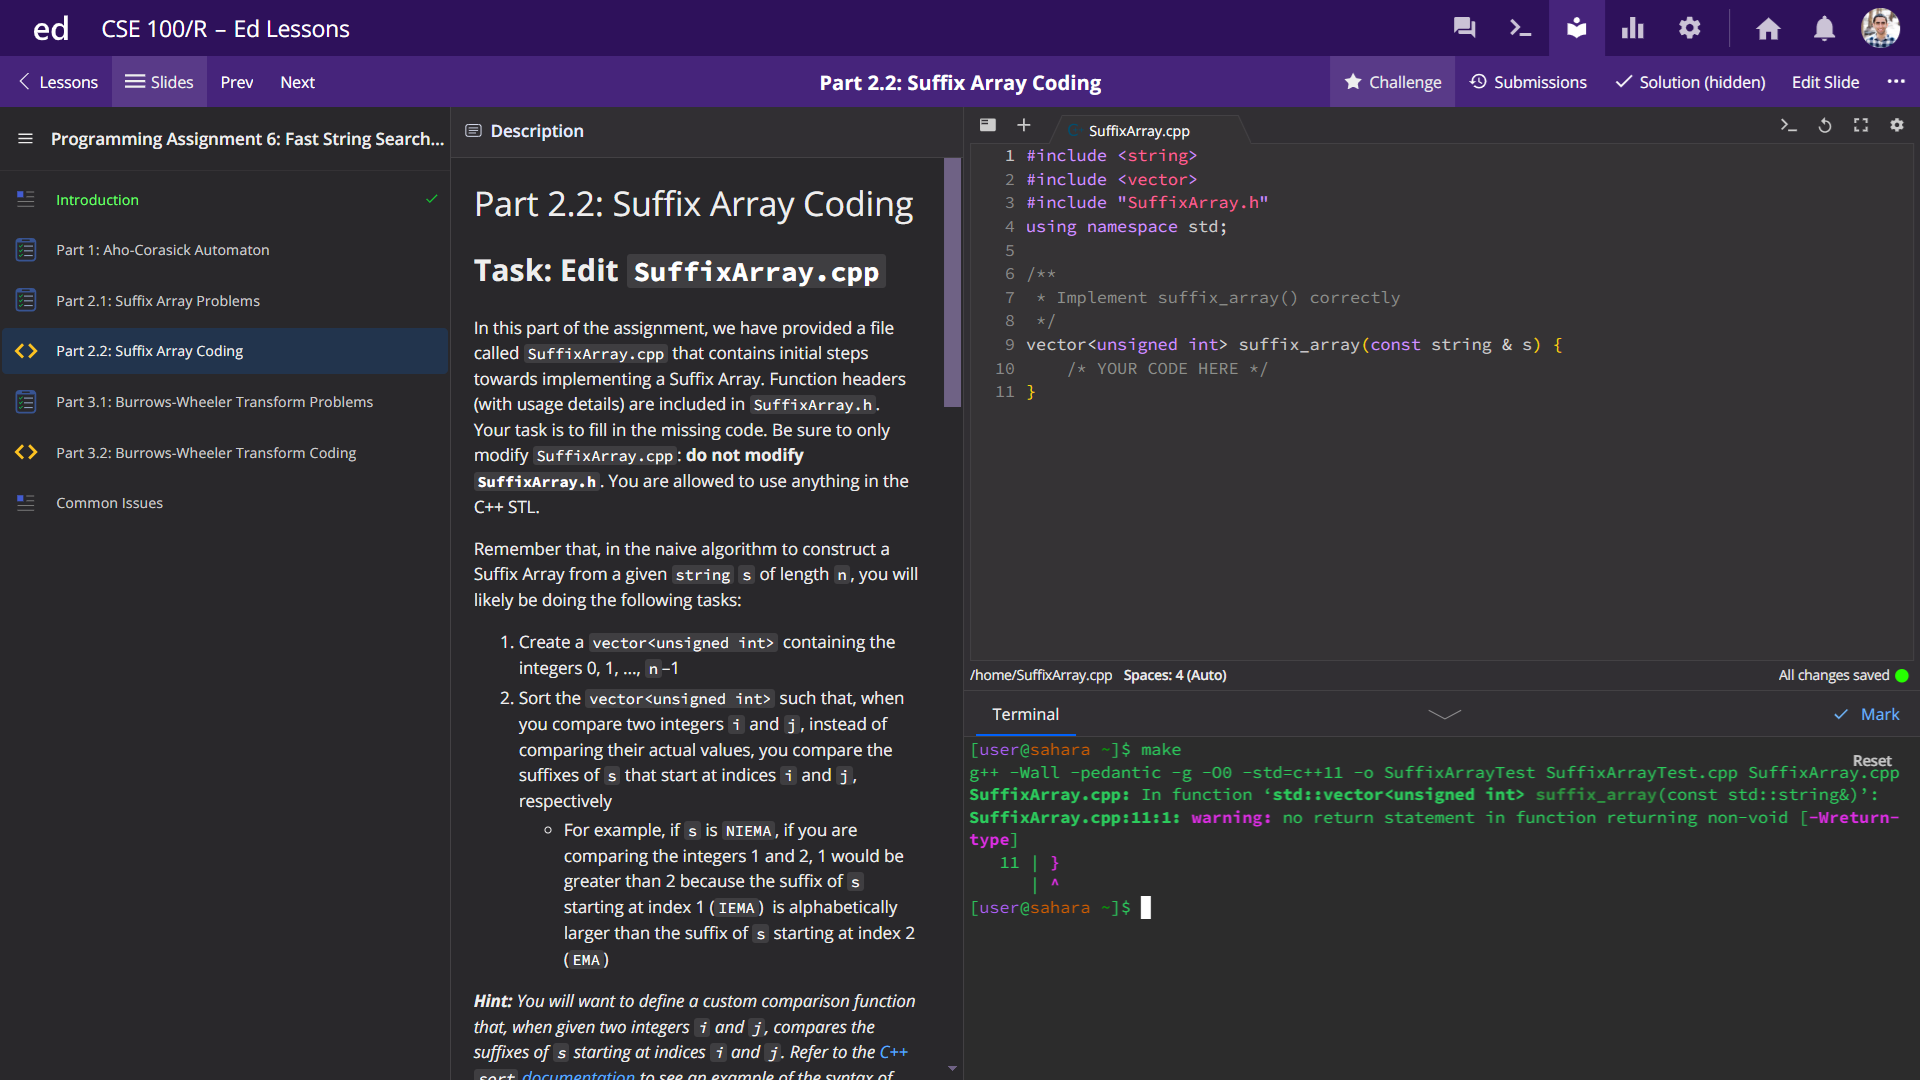 ed CSE 100/R – Ed Lessons
Lessons Slides Prev Next Part 2.2: Suffix Array Coding Challenge Submissions Solution (hidden) Edit Slide
Programming Assignment 6: Fast String Search...
Introduction
Part 1: Aho-Corasick Automaton
Part 2.1: Suffix Array Problems
Part 2.2: Suffix Array Coding
Part 3.1: Burrows-Wheeler Transform Problems
Part 3.2: Burrows-Wheeler Transform Coding
Common Issues
Description
Part 2.2: Suffix Array Coding
Task: Edit SuffixArray.cpp
In this part of the assignment, we have provided a file
called SuffixArray.cpp that contains initial steps
towards implementing a Suffix Array. Function headers
(with usage details) are included in SuffixArray.h.
Your task is to fill in the missing code. Be sure to only
modify SuffixArray.cpp: do not modify
SuffixArray.h. You are allowed to use anything in the
C++ STL.
Remember that, in the naive algorithm to construct a
Suffix Array from a given string s of length n, you will
likely be doing the following tasks:
1. Create a vector<unsigned int> containing the
integers 0, 1, ..., n–1
2. Sort the vector<unsigned int> such that, when
you compare two integers i and j, instead of
comparing their actual values, you compare the
suffixes of s that start at indices i and j,
respectively
For example, if s is NIEMA, if you are
comparing the integers 1 and 2, 1 would be
greater than 2 because the suffix of s
starting at index 1 (IEMA) is alphabetically
larger than the suffix of s starting at index 2
(EMA)
Hint: You will want to define a custom comparison function
that, when given two integers i and j, compares the
suffixes of s starting at indices i and j. Refer to the C++
sort documentation to see an example of the syntax of
SuffixArray.cpp
1 #include <string>
2 #include <vector>
3 #include "SuffixArray.h"
4 using namespace std;
5
6 /**
7  * Implement suffix_array() correctly
8  */
9 vector<unsigned int> suffix_array(const string & s) {
10     /* YOUR CODE HERE */
11 }
/home/SuffixArray.cpp Spaces: 4 (Auto) All changes saved
Terminal Mark
[user@sahara ~]$ make
Reset
g++ -Wall -pedantic -g -O0 -std=c++11 -o SuffixArrayTest SuffixArrayTest.cpp SuffixArray.cpp
SuffixArray.cpp: In function ‘std::vector<unsigned int> suffix_array(const std::string&)’:
SuffixArray.cpp:11:1: warning: no return statement in function returning non-void [-Wreturn-
type]
   11 | }
      | ^
[user@sahara ~]$